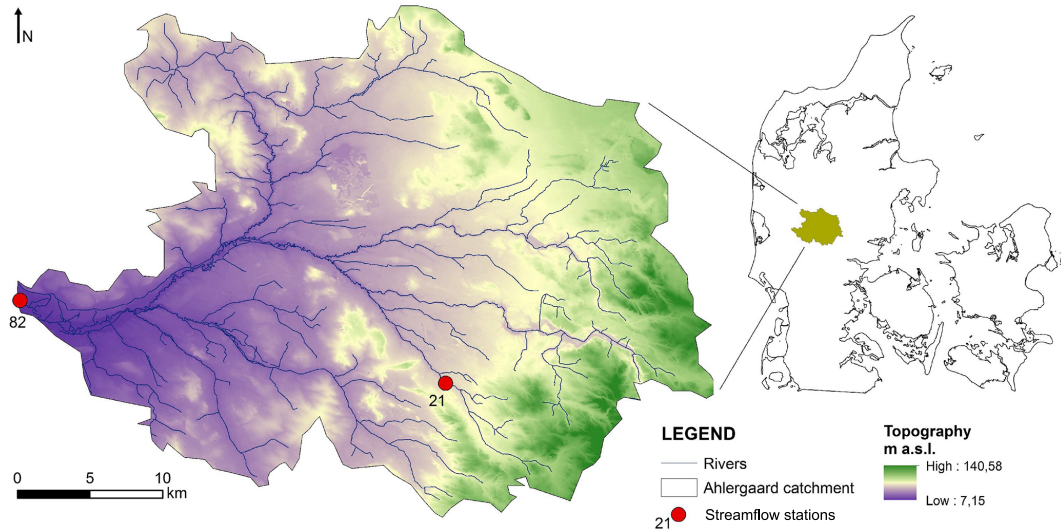 N
82
21
0 5 10
km
LEGEND
Rivers
Ahlergaard catchment
21 Streamflow stations
Topography
m a.s.l.
High : 140,58
Low : 7,15